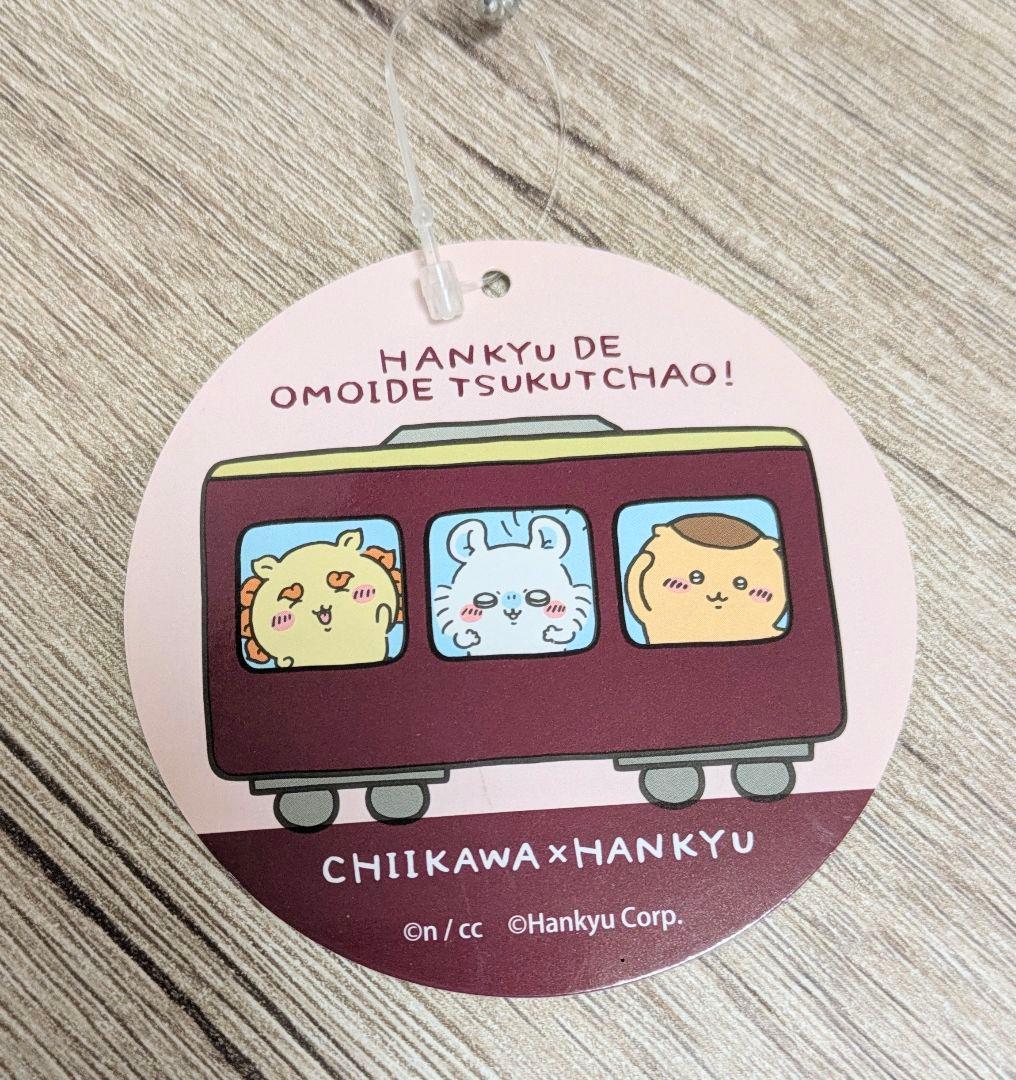 HANKYU DE
OMOIDE TSUKUTCHAO!
CHIIKAWA×HANKYU
©n / cc ©Hankyu Corp.